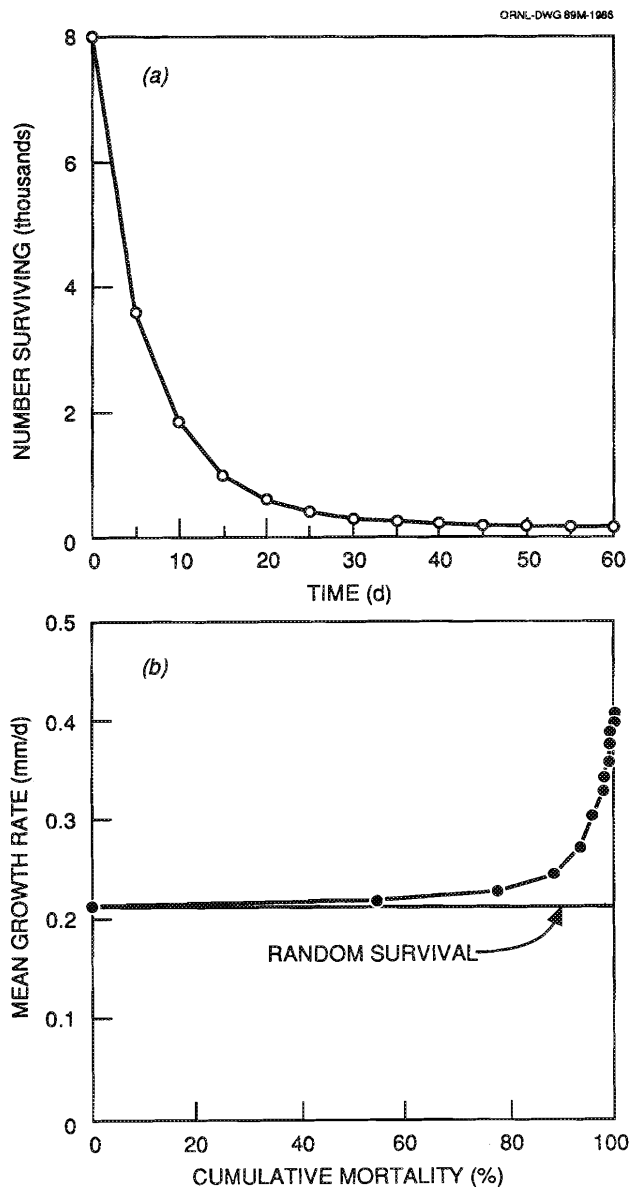 ORNL-DWG 89M-1986
8
(a)
6
4
2
0
NUMBER SURVIVING (thousands)
0 10 20 30 40 50 60
TIME (d)
0.5
(b)
0.4
0.3
0.2
RANDOM SURVIVAL
0.1
0
MEAN GROWTH RATE (mm/d)
0 20 40 60 80 100
CUMULATIVE MORTALITY (%)